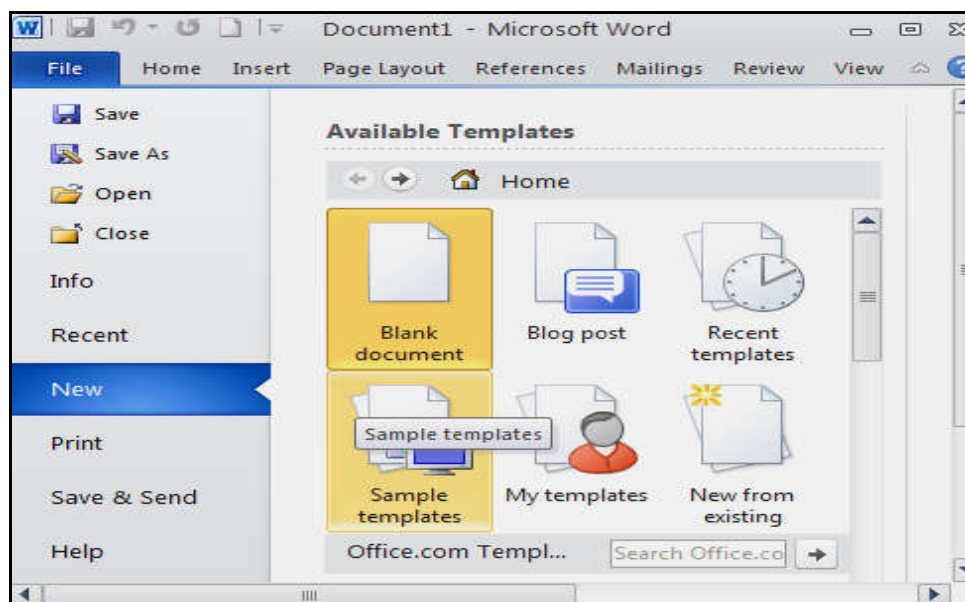 W
Document1 - Microsoft Word
File Home Insert Page Layout References Mailings Review View
Save
Save As
Open
Close
Info
Recent
New
Print
Save & Send
Help
Available Templates
Home
Blank
document
Blog post
Recent
templates
Sample templates
Sample
templates
My templates
New from
existing
Office.com Templ... Search Office.co